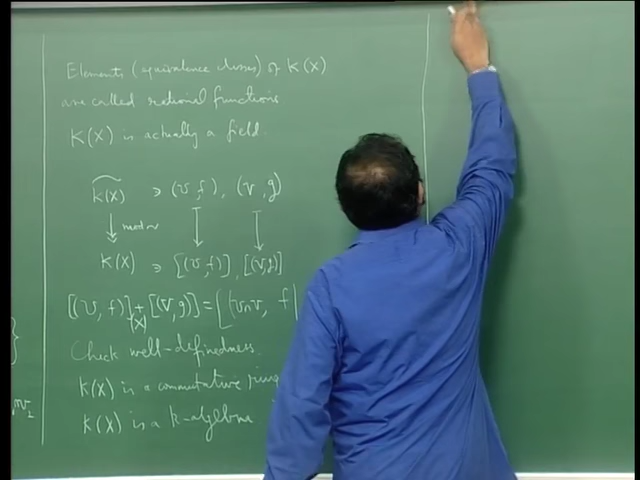 Elements (equivalence classes) of K(X)
are called rational functions
K(X) is actually a field.
K(X) ∋ (U, f), (V, g)
mod ~
K(X) ∋ [(U, f)], [(V, g)]
[(U, f)] + [(V, g)] = [(U∩V, f|
[×]
Check well-definedness.
K(X) is a commutative ring
K(X) is a k-algebra